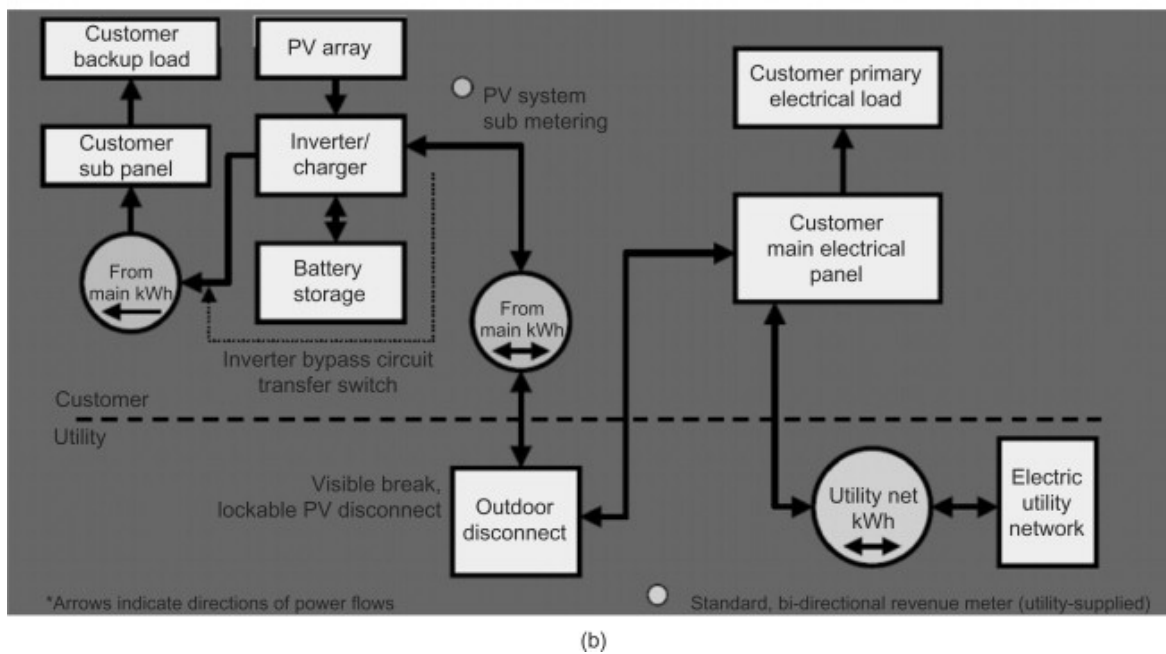 Customer
backup load
PV array
Customer primary
electrical load
PV system
sub metering
Customer
sub panel
Inverter/
charger
Customer
main electrical
panel
From
main kWh
Battery
storage
From
main kWh
Inverter bypass circuit
transfer switch
Customer
Utility
Visible break,
lockable PV disconnect
Outdoor
disconnect
Utility net
kWh
Electric
utility
network
*Arrows indicate directions of power flows
Standard, bi-directional revenue meter (utility-supplied)
(b)